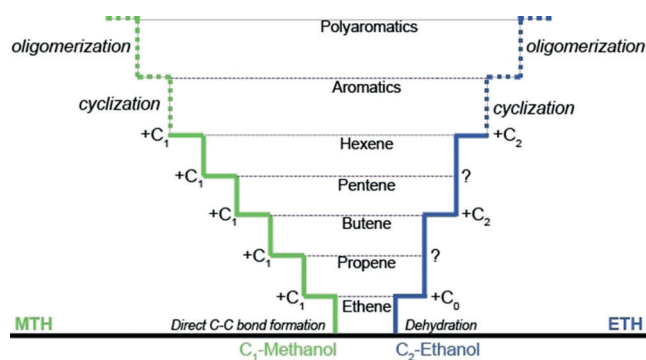 Polyaromatics
oligomerization
oligomerization
Aromatics
cyclization
cyclization
+C₁
Hexene
+C₂
+C₁
Pentene
?
+C₁
Butene
+C₂
+C₁
Propene
?
+C₁
Ethene
+C₀
MTH
Direct C-C bond formation
Dehydration
ETH
C₁-Methanol
C₂-Ethanol